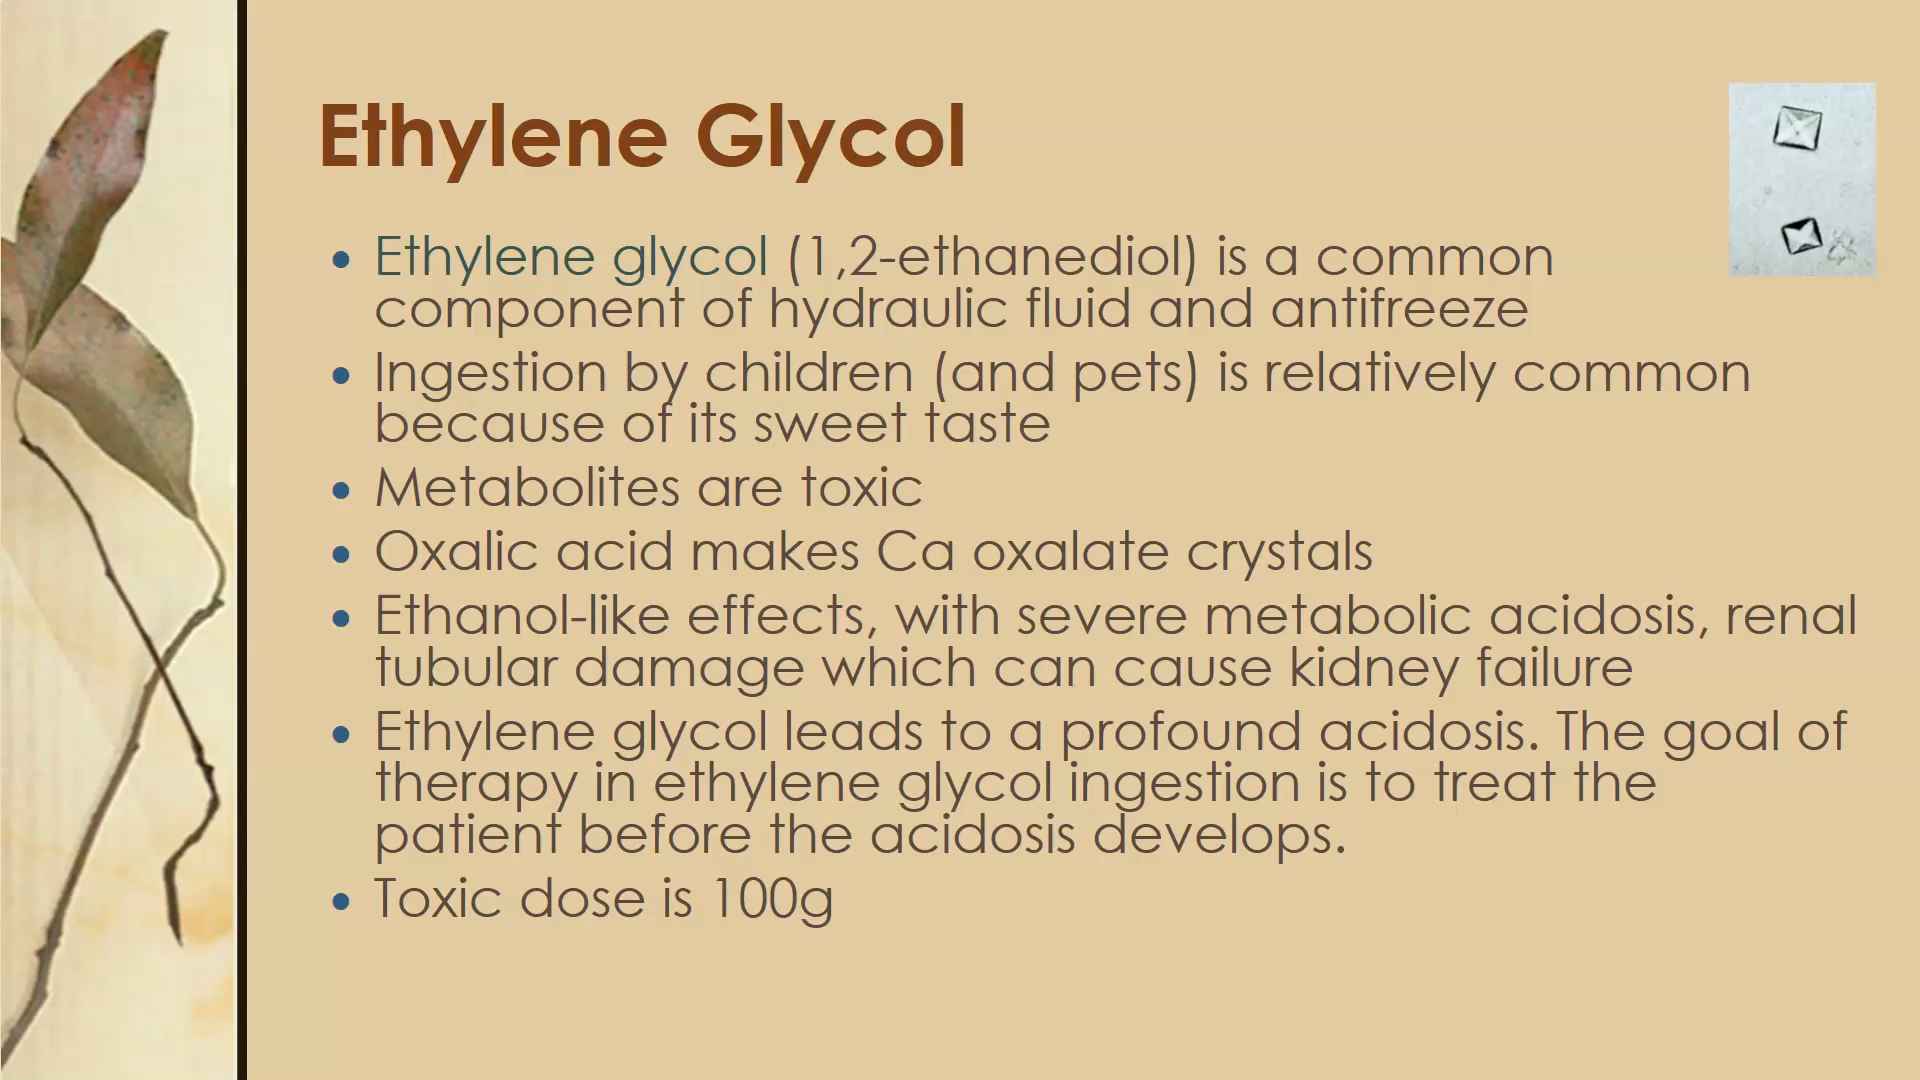 Ethylene Glycol
• Ethylene glycol (1,2-ethanediol) is a common
component of hydraulic fluid and antifreeze
• Ingestion by children (and pets) is relatively common
because of its sweet taste
• Metabolites are toxic
• Oxalic acid makes Ca oxalate crystals
• Ethanol-like effects, with severe metabolic acidosis, renal
tubular damage which can cause kidney failure
• Ethylene glycol leads to a profound acidosis. The goal of
therapy in ethylene glycol ingestion is to treat the
patient before the acidosis develops.
• Toxic dose is 100g